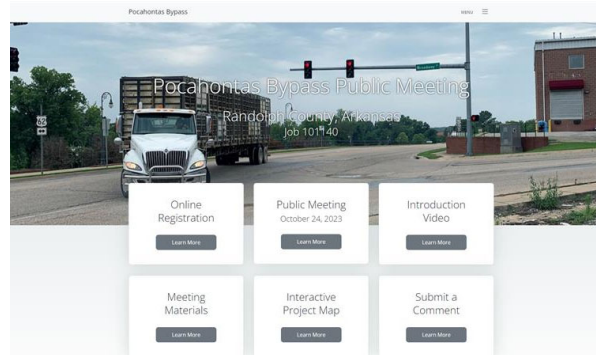 Pocahontas Bypass
MENU
Pocahontas Bypass Public Meeting
Randolph County, Arkansas
Job 101140
62
Online
Registration
Learn More
Public Meeting
October 24, 2023
Learn More
Introduction
Video
Learn More
Meeting
Materials
Learn More
Interactive
Project Map
Learn More
Submit a
Comment
Learn More